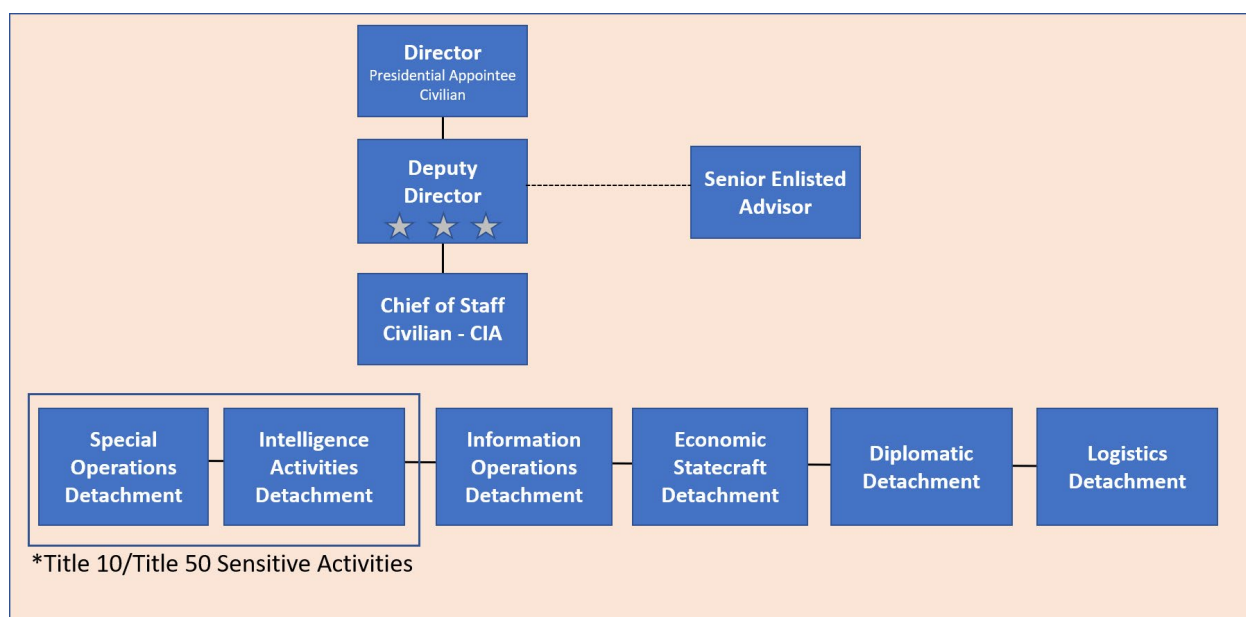 Director
Presidential Appointee
Civilian
Deputy
Director
Senior Enlisted
Advisor
Chief of Staff
Civilian - CIA
Special
Operations
Detachment
Intelligence
Activities
Detachment
Information
Operations
Detachment
Economic
Statecraft
Detachment
Diplomatic
Detachment
Logistics
Detachment
*Title 10/Title 50 Sensitive Activities